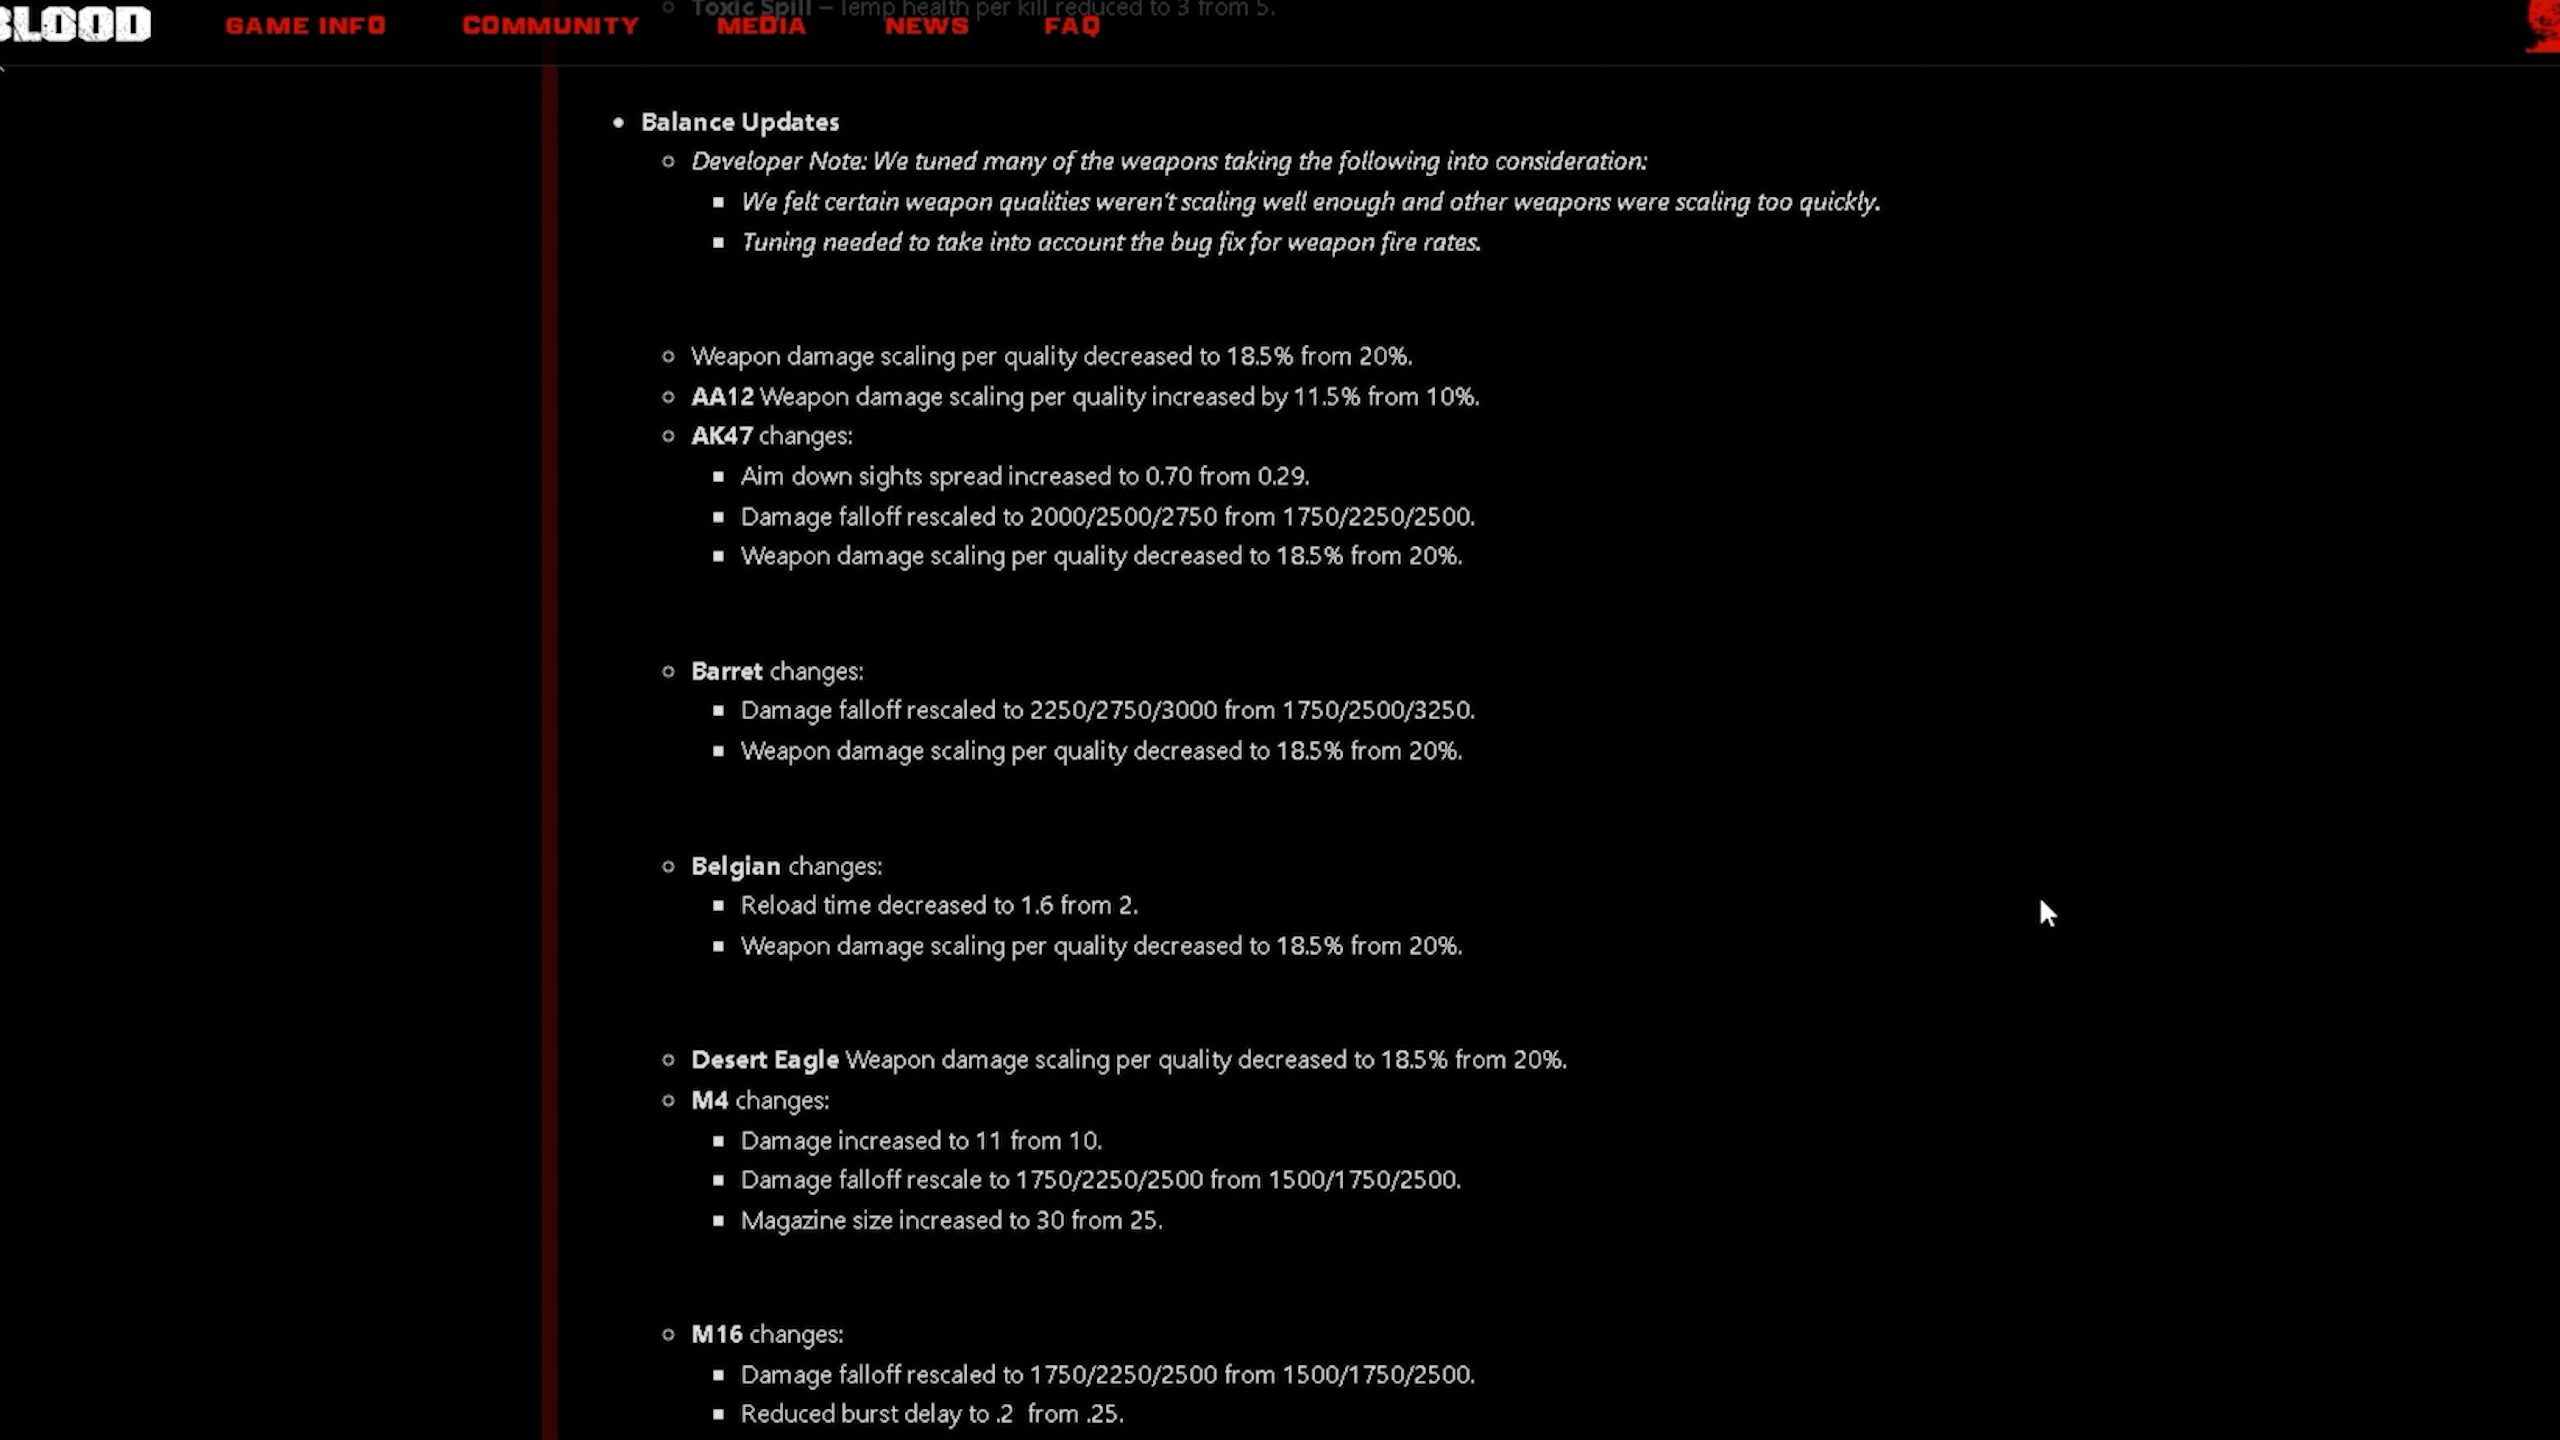 Toxic Spill – Temp health per kill reduced to 3 from 5.
BLOOD GAME INFO COMMUNITY MEDIA NEWS FAQ
Balance Updates
Developer Note: We tuned many of the weapons taking the following into consideration:
We felt certain weapon qualities weren't scaling well enough and other weapons were scaling too quickly.
Tuning needed to take into account the bug fix for weapon fire rates.
Weapon damage scaling per quality decreased to 18.5% from 20%.
AA12 Weapon damage scaling per quality increased by 11.5% from 10%.
AK47 changes:
Aim down sights spread increased to 0.70 from 0.29.
Damage falloff rescaled to 2000/2500/2750 from 1750/2250/2500.
Weapon damage scaling per quality decreased to 18.5% from 20%.
Barret changes:
Damage falloff rescaled to 2250/2750/3000 from 1750/2500/3250.
Weapon damage scaling per quality decreased to 18.5% from 20%.
Belgian changes:
Reload time decreased to 1.6 from 2.
Weapon damage scaling per quality decreased to 18.5% from 20%.
Desert Eagle Weapon damage scaling per quality decreased to 18.5% from 20%.
M4 changes:
Damage increased to 11 from 10.
Damage falloff rescale to 1750/2250/2500 from 1500/1750/2500.
Magazine size increased to 30 from 25.
M16 changes:
Damage falloff rescaled to 1750/2250/2500 from 1500/1750/2500.
Reduced burst delay to .2 from .25.